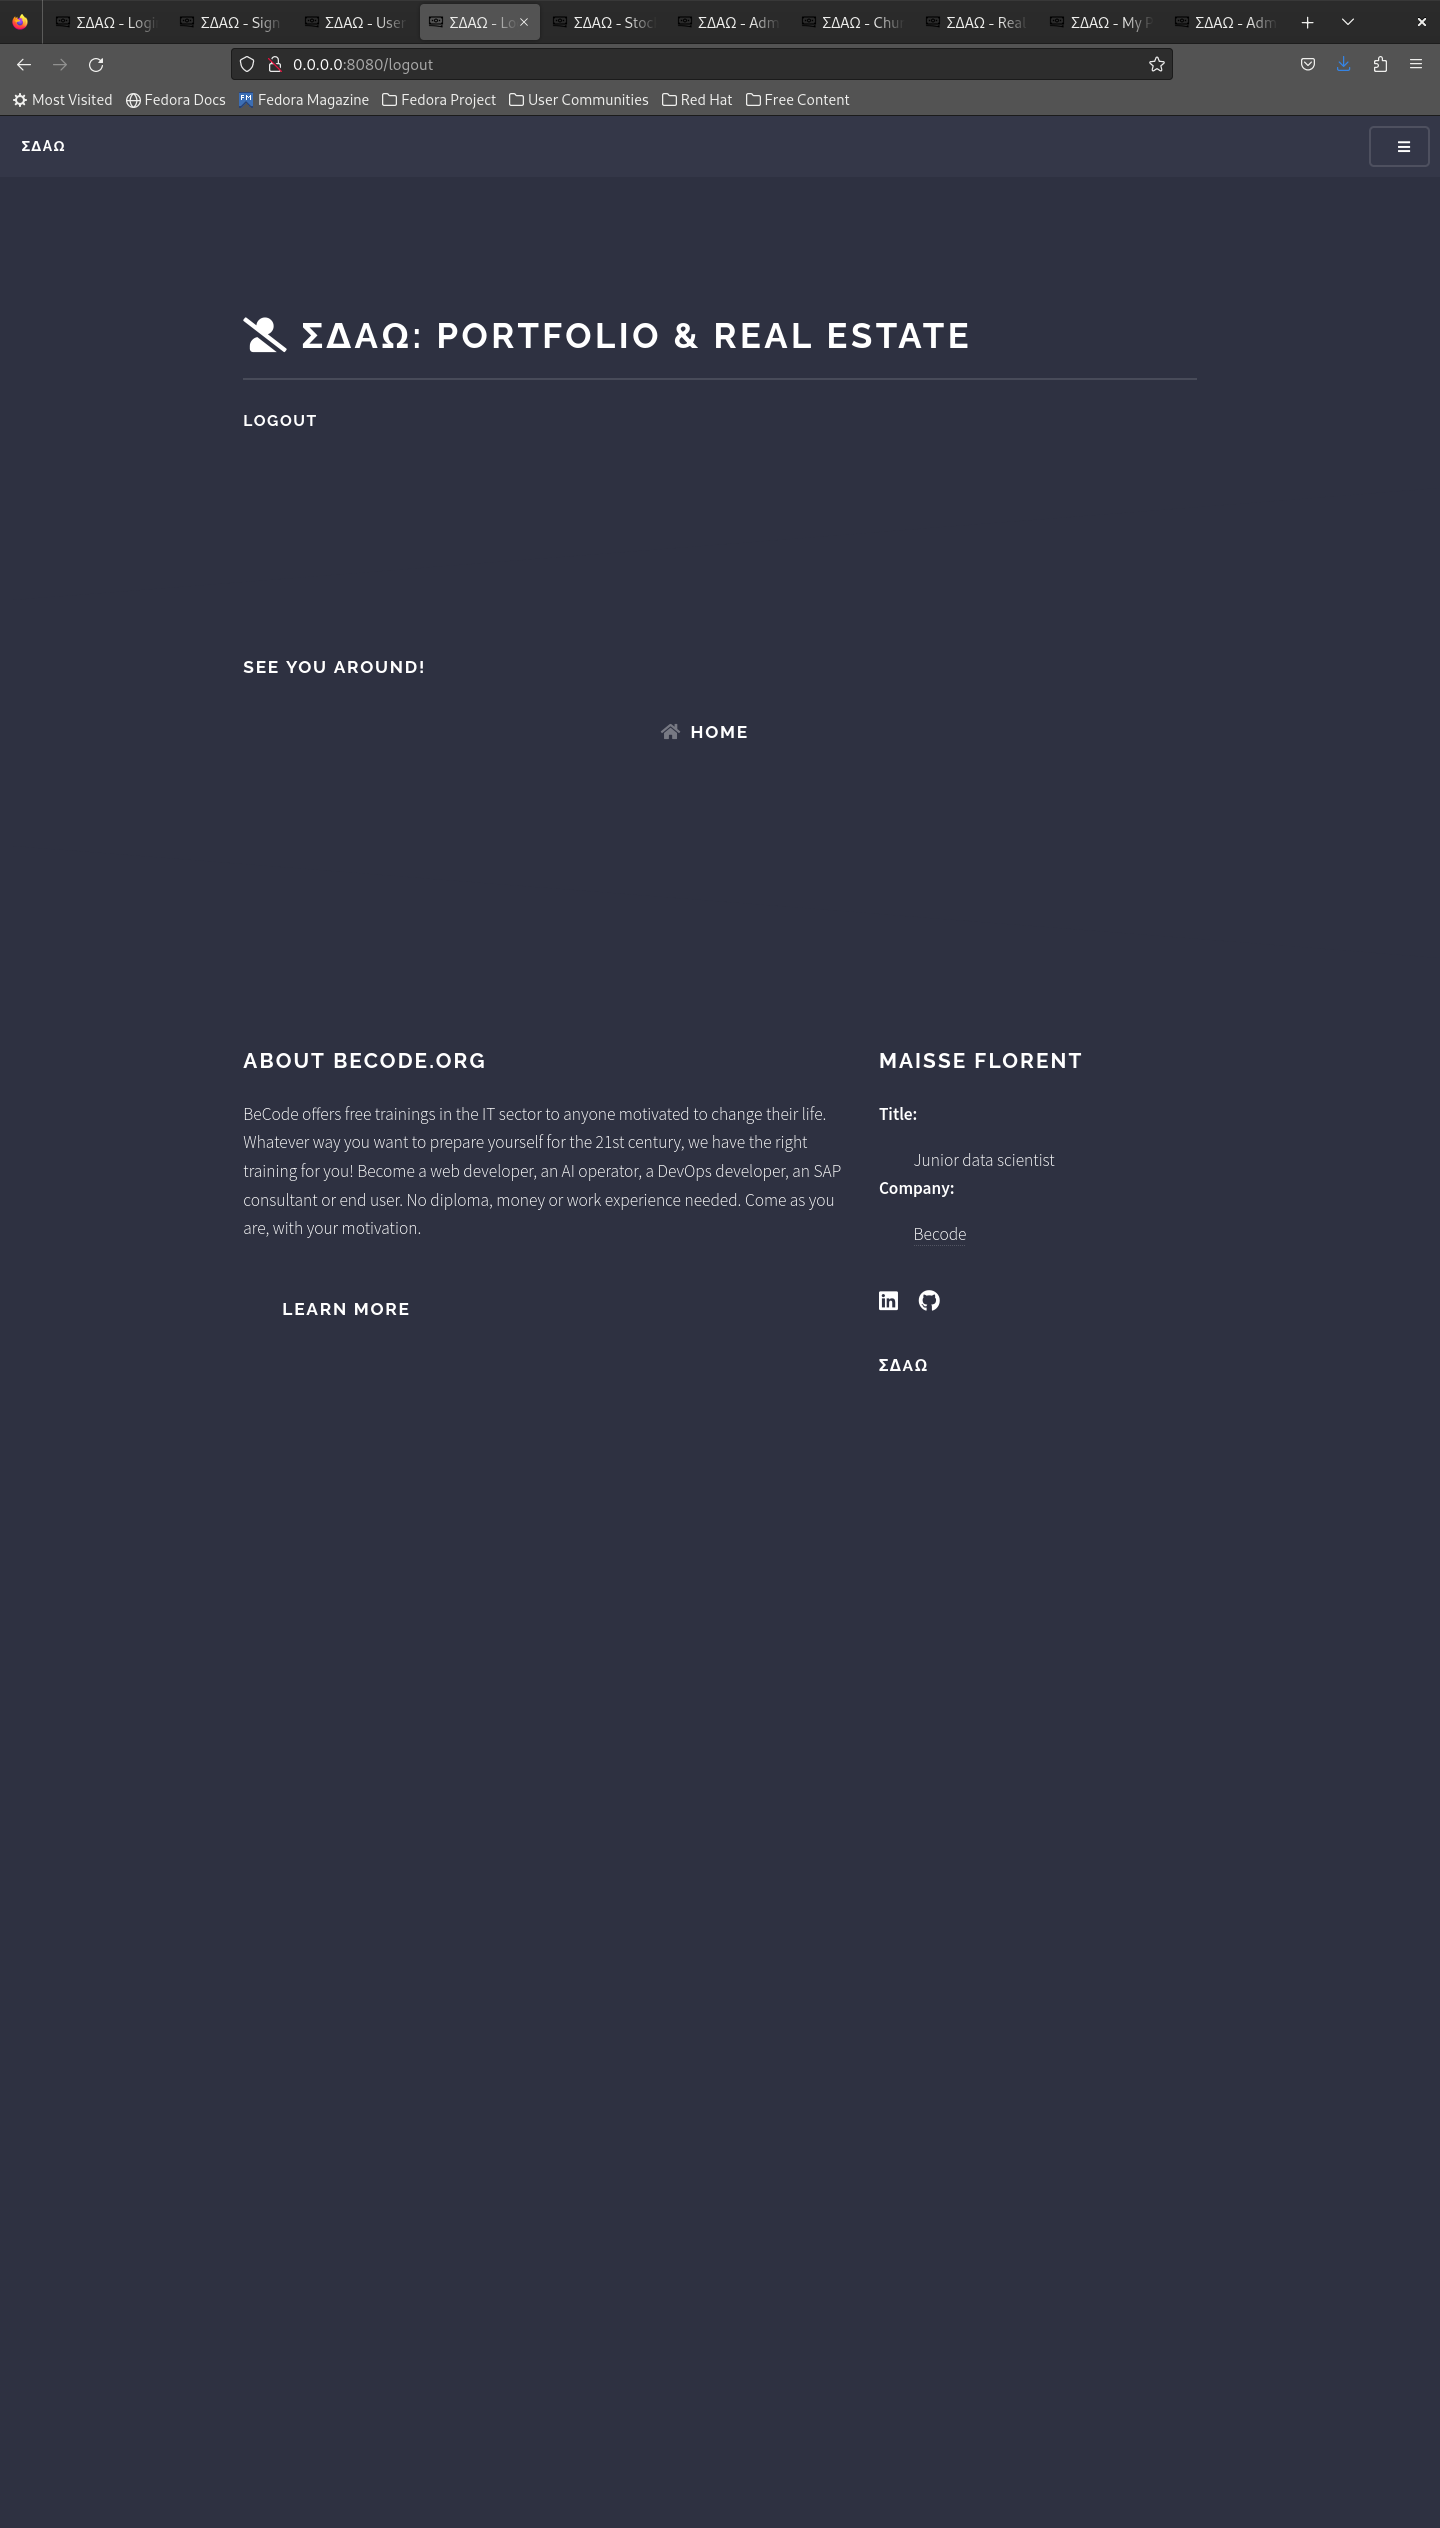 ΣΔΑΩ - Logi
ΣΔΑΩ - Sign
ΣΔΑΩ - User
ΣΔΑΩ - Lo
ΣΔΑΩ - Stoc
ΣΔΑΩ - Adm
ΣΔΑΩ - Chur
ΣΔΑΩ - Real
ΣΔΑΩ - My P
ΣΔΑΩ - Adm
0.0.0.0:8080/logout
Most Visited
Fedora Docs
Fedora Magazine
Fedora Project
User Communities
Red Hat
Free Content
ΣΔΑΩ
ΣΔΑΩ: PORTFOLIO & REAL ESTATE
LOGOUT
SEE YOU AROUND!
HOME
ABOUT BECODE.ORG
BeCode offers free trainings in the IT sector to anyone motivated to change their life.
Whatever way you want to prepare yourself for the 21st century, we have the right
training for you! Become a web developer, an AI operator, a DevOps developer, an SAP
consultant or end user. No diploma, money or work experience needed. Come as you
are, with your motivation.
LEARN MORE
MAISSE FLORENT
Title:
Junior data scientist
Company:
Becode
ΣΔΑΩ